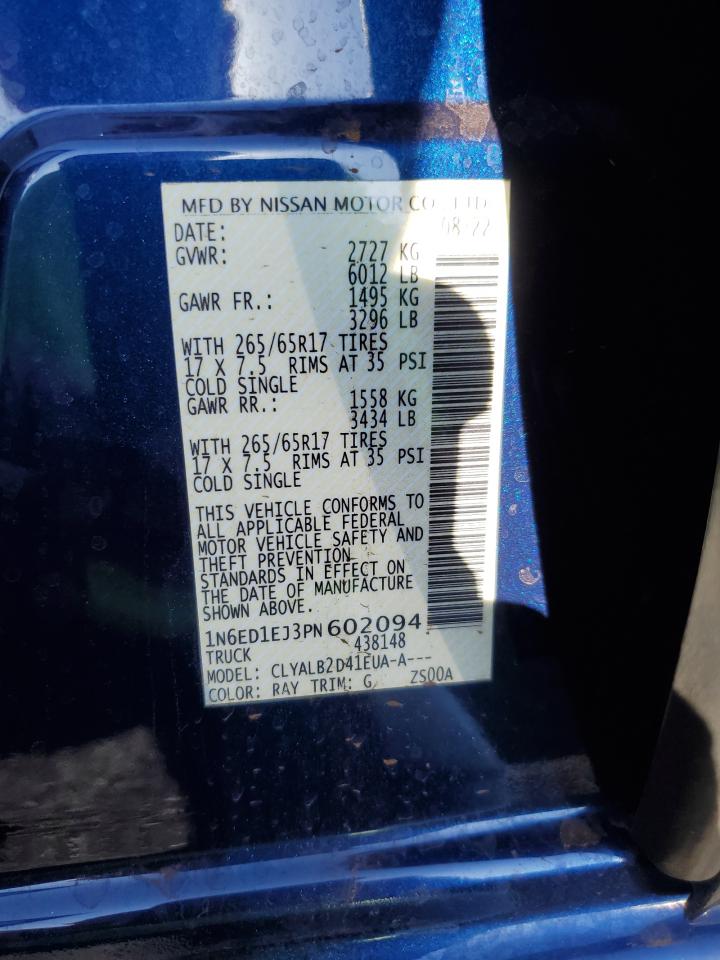 MFD BY NISSAN MOTOR CO., LTD.
DATE: 08-22
GVWR: 2727 KG
6012 LB
GAWR FR.: 1495 KG
3296 LB
WITH 265/65R17 TIRES
17 X 7.5 RIMS AT 35 PSI
COLD SINGLE
GAWR RR.: 1558 KG
3434 LB
WITH 265/65R17 TIRES
17 X 7.5 RIMS AT 35 PSI
COLD SINGLE
THIS VEHICLE CONFORMS TO
ALL APPLICABLE FEDERAL
MOTOR VEHICLE SAFETY AND
THEFT PREVENTION
STANDARDS IN EFFECT ON
THE DATE OF MANUFACTURE
SHOWN ABOVE.
1N6ED1EJ3PN602094
TRUCK 438148
MODEL: CLYALB2D41EUA-A---
COLOR: RAY TRIM: G ZS00A